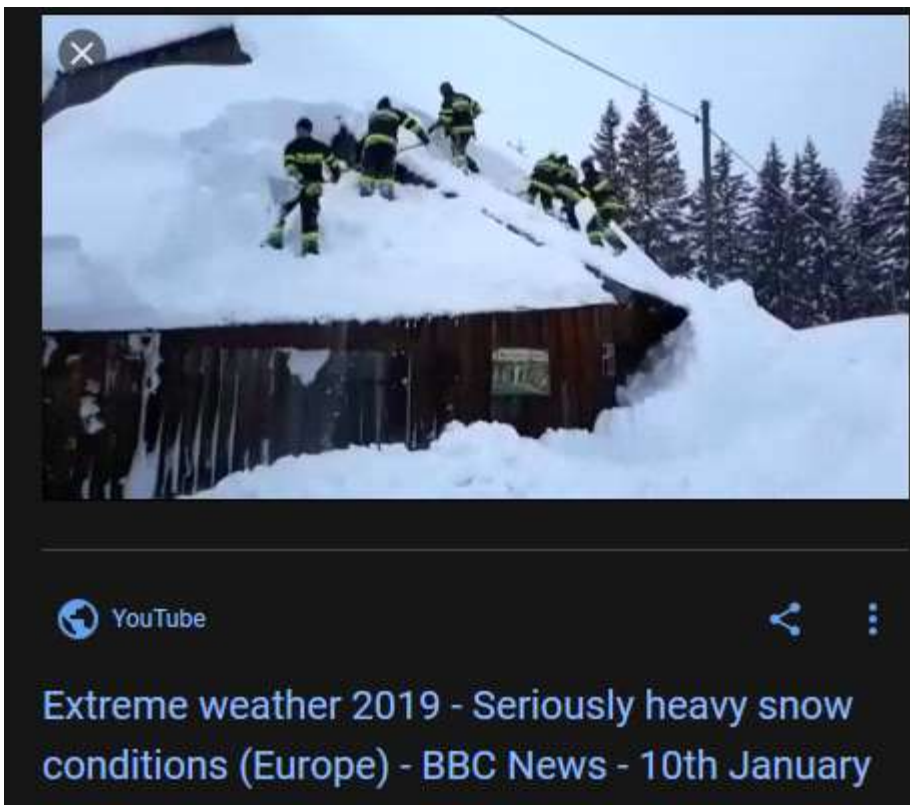 YouTube
Extreme weather 2019 - Seriously heavy snow
conditions (Europe) - BBC News - 10th January